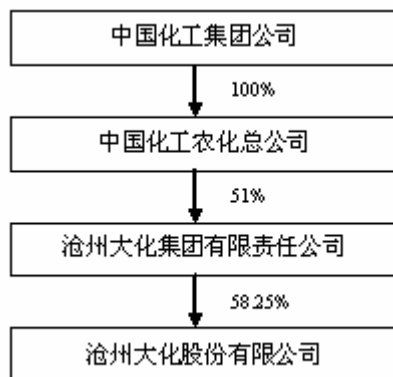 中国化工集团公司
100%
中国化工农化总公司
51%
沧州大化集团有限责任公司
58.25%
沧州大化股份有限公司